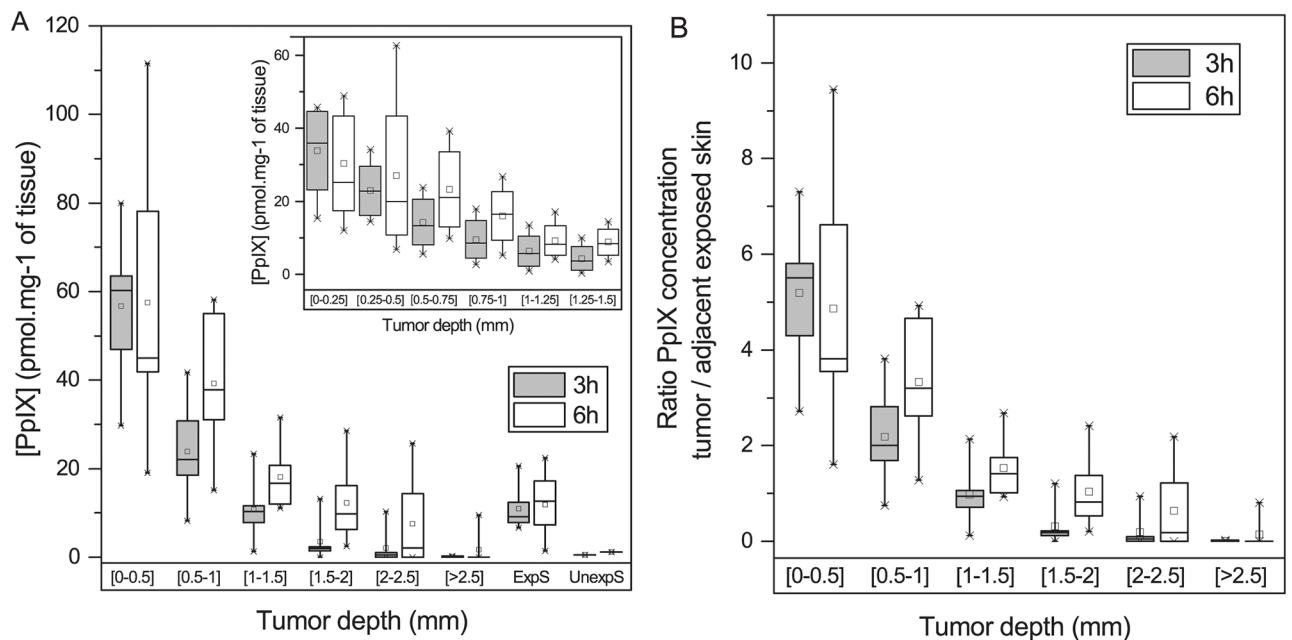 A
[PpIX] (pmol.mg-1 of tissue)
120
100
80
60
40
20
0
[0-0.5] [0.5-1] [1-1.5] [1.5-2] [2-2.5] [>2.5] ExpS UnexpS
Tumor depth (mm)
[PpIX] (pmol.mg-1 of tissue)
60
40
20
0
[0-0.25] [0.25-0.5] [0.5-0.75] [0.75-1] [1-1.25] [1.25-1.5]
Tumor depth (mm)
3h
6h
B
Ratio PpIX concentration
tumor / adjacent exposed skin
10
8
6
4
2
0
[0-0.5] [0.5-1] [1-1.5] [1.5-2] [2-2.5] [>2.5]
Tumor depth (mm)
3h
6h